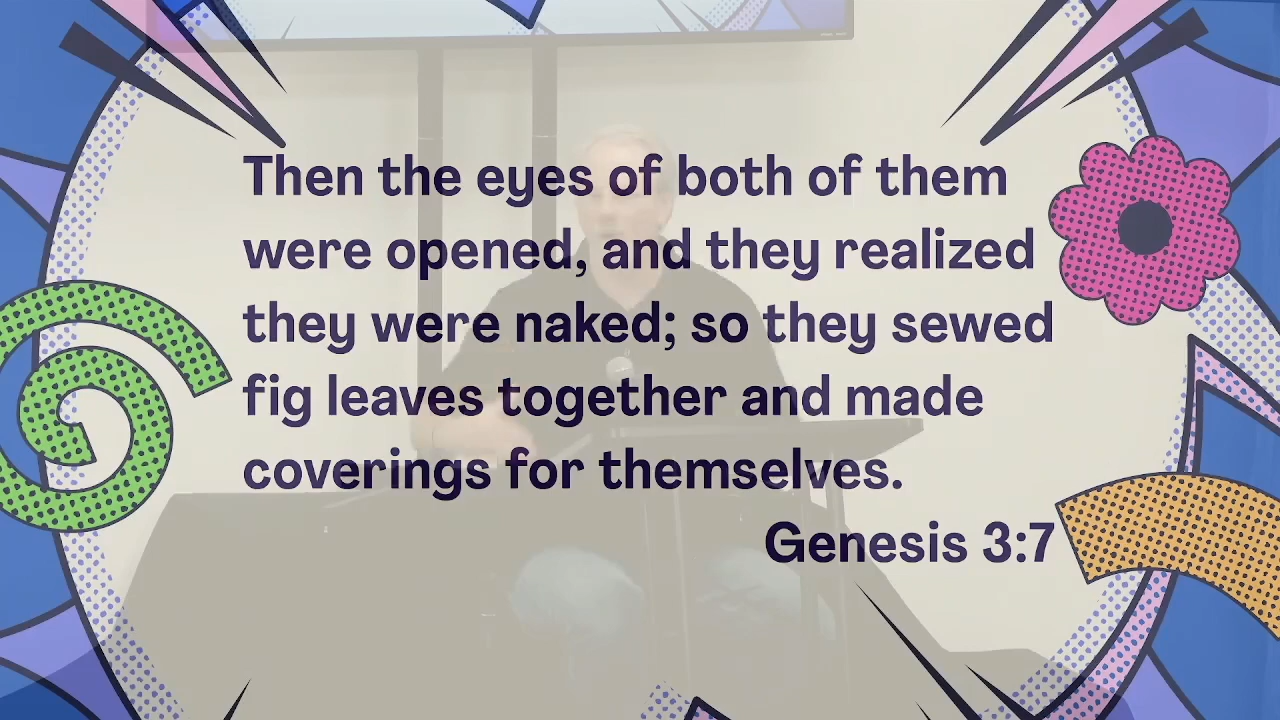 Then the eyes of both of them
were opened, and they realized
they were naked; so they sewed
fig leaves together and made
coverings for themselves.
Genesis 3:7